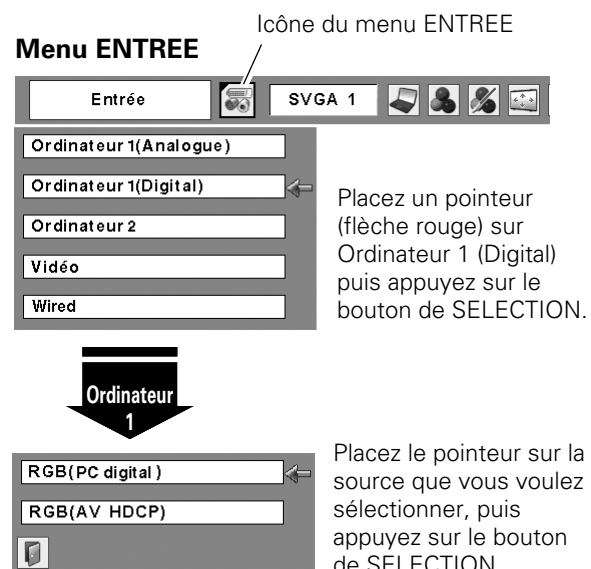 Icône du menu ENTREE
Menu ENTREE
Entrée
SVGA 1
Ordinateur 1(Analogue)
Ordinateur 1(Digital)
Ordinateur 2
Vidéo
Wired
Placez un pointeur
(flèche rouge) sur
Ordinateur 1 (Digital)
puis appuyez sur le
bouton de SELECTION.
Ordinateur
1
RGB(PC digital)
RGB(AV HDCP)
Placez le pointeur sur la
source que vous voulez
sélectionner, puis
appuyez sur le bouton
de SELECTION